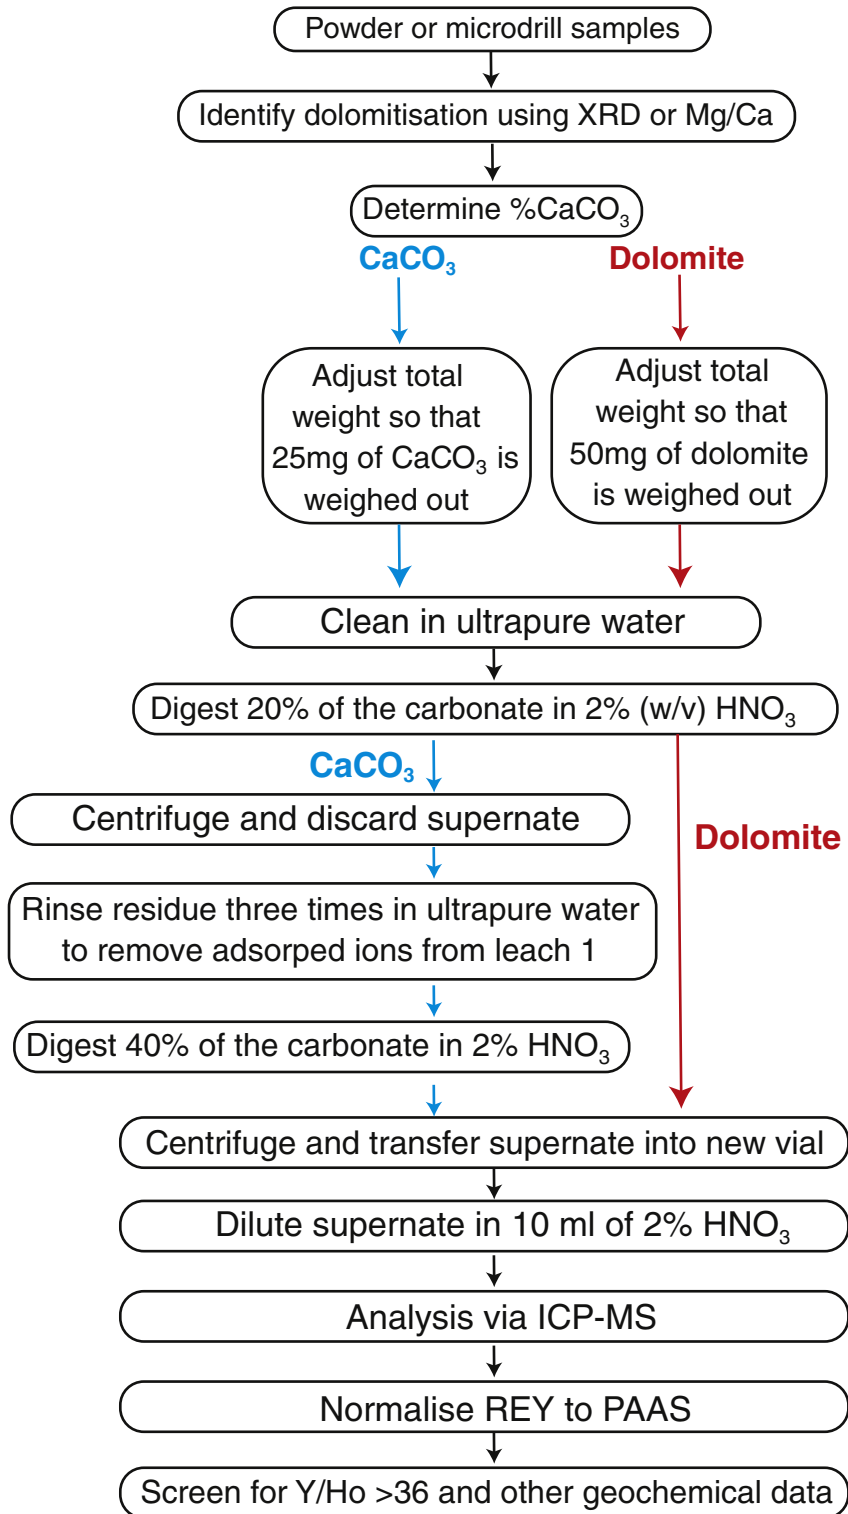 Powder or microdrill samples
Identify dolomitisation using XRD or Mg/Ca
Determine %CaCO₃
CaCO₃
Dolomite
Adjust total
weight so that
25mg of CaCO₃ is
weighed out
Adjust total
weight so that
50mg of dolomite
is weighed out
Clean in ultrapure water
Digest 20% of the carbonate in 2% (w/v) HNO₃
CaCO₃
Dolomite
Centrifuge and discard supernate
Rinse residue three times in ultrapure water
to remove adsorped ions from leach 1
Digest 40% of the carbonate in 2% HNO₃
Centrifuge and transfer supernate into new vial
Dilute supernate in 10 ml of 2% HNO₃
Analysis via ICP-MS
Normalise REY to PAAS
Screen for Y/Ho >36 and other geochemical data